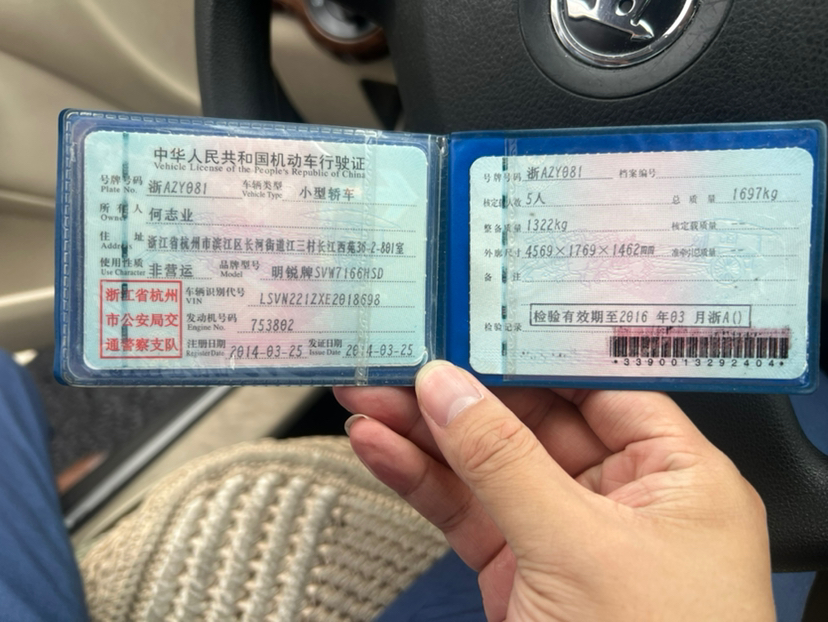 中华人民共和国机动车行驶证
Vehicle License of the People's Republic of China
号牌号码 浙AZY081 车辆类型 小型轿车
Plate No. Vehicle Type
所有人 何志业
Owner
住址 浙江省杭州市滨江区长河街道江三村长江西苑36-2-801室
Address
使用性质 非营运 品牌型号 明锐牌SVW7166HSD
Use Character Model
浙江省杭州
市公安局交
通警察支队
车辆识别代号 LSVN221ZXE2018698
VIN
发动机号码 753802
Engine No.
注册日期 2014-03-25 发证日期 2014-03-25
Register Date Issue Date
号牌号码 浙AZY081 档案编号
核定载人数 5人 总质量 1697kg
整备质量 1322kg 核定载质量 --
外廓尺寸 4569×1769×1462mm 准牵引总质量 --
备注
检验记录 检验有效期至2016年03月浙A()
*3390013292404*